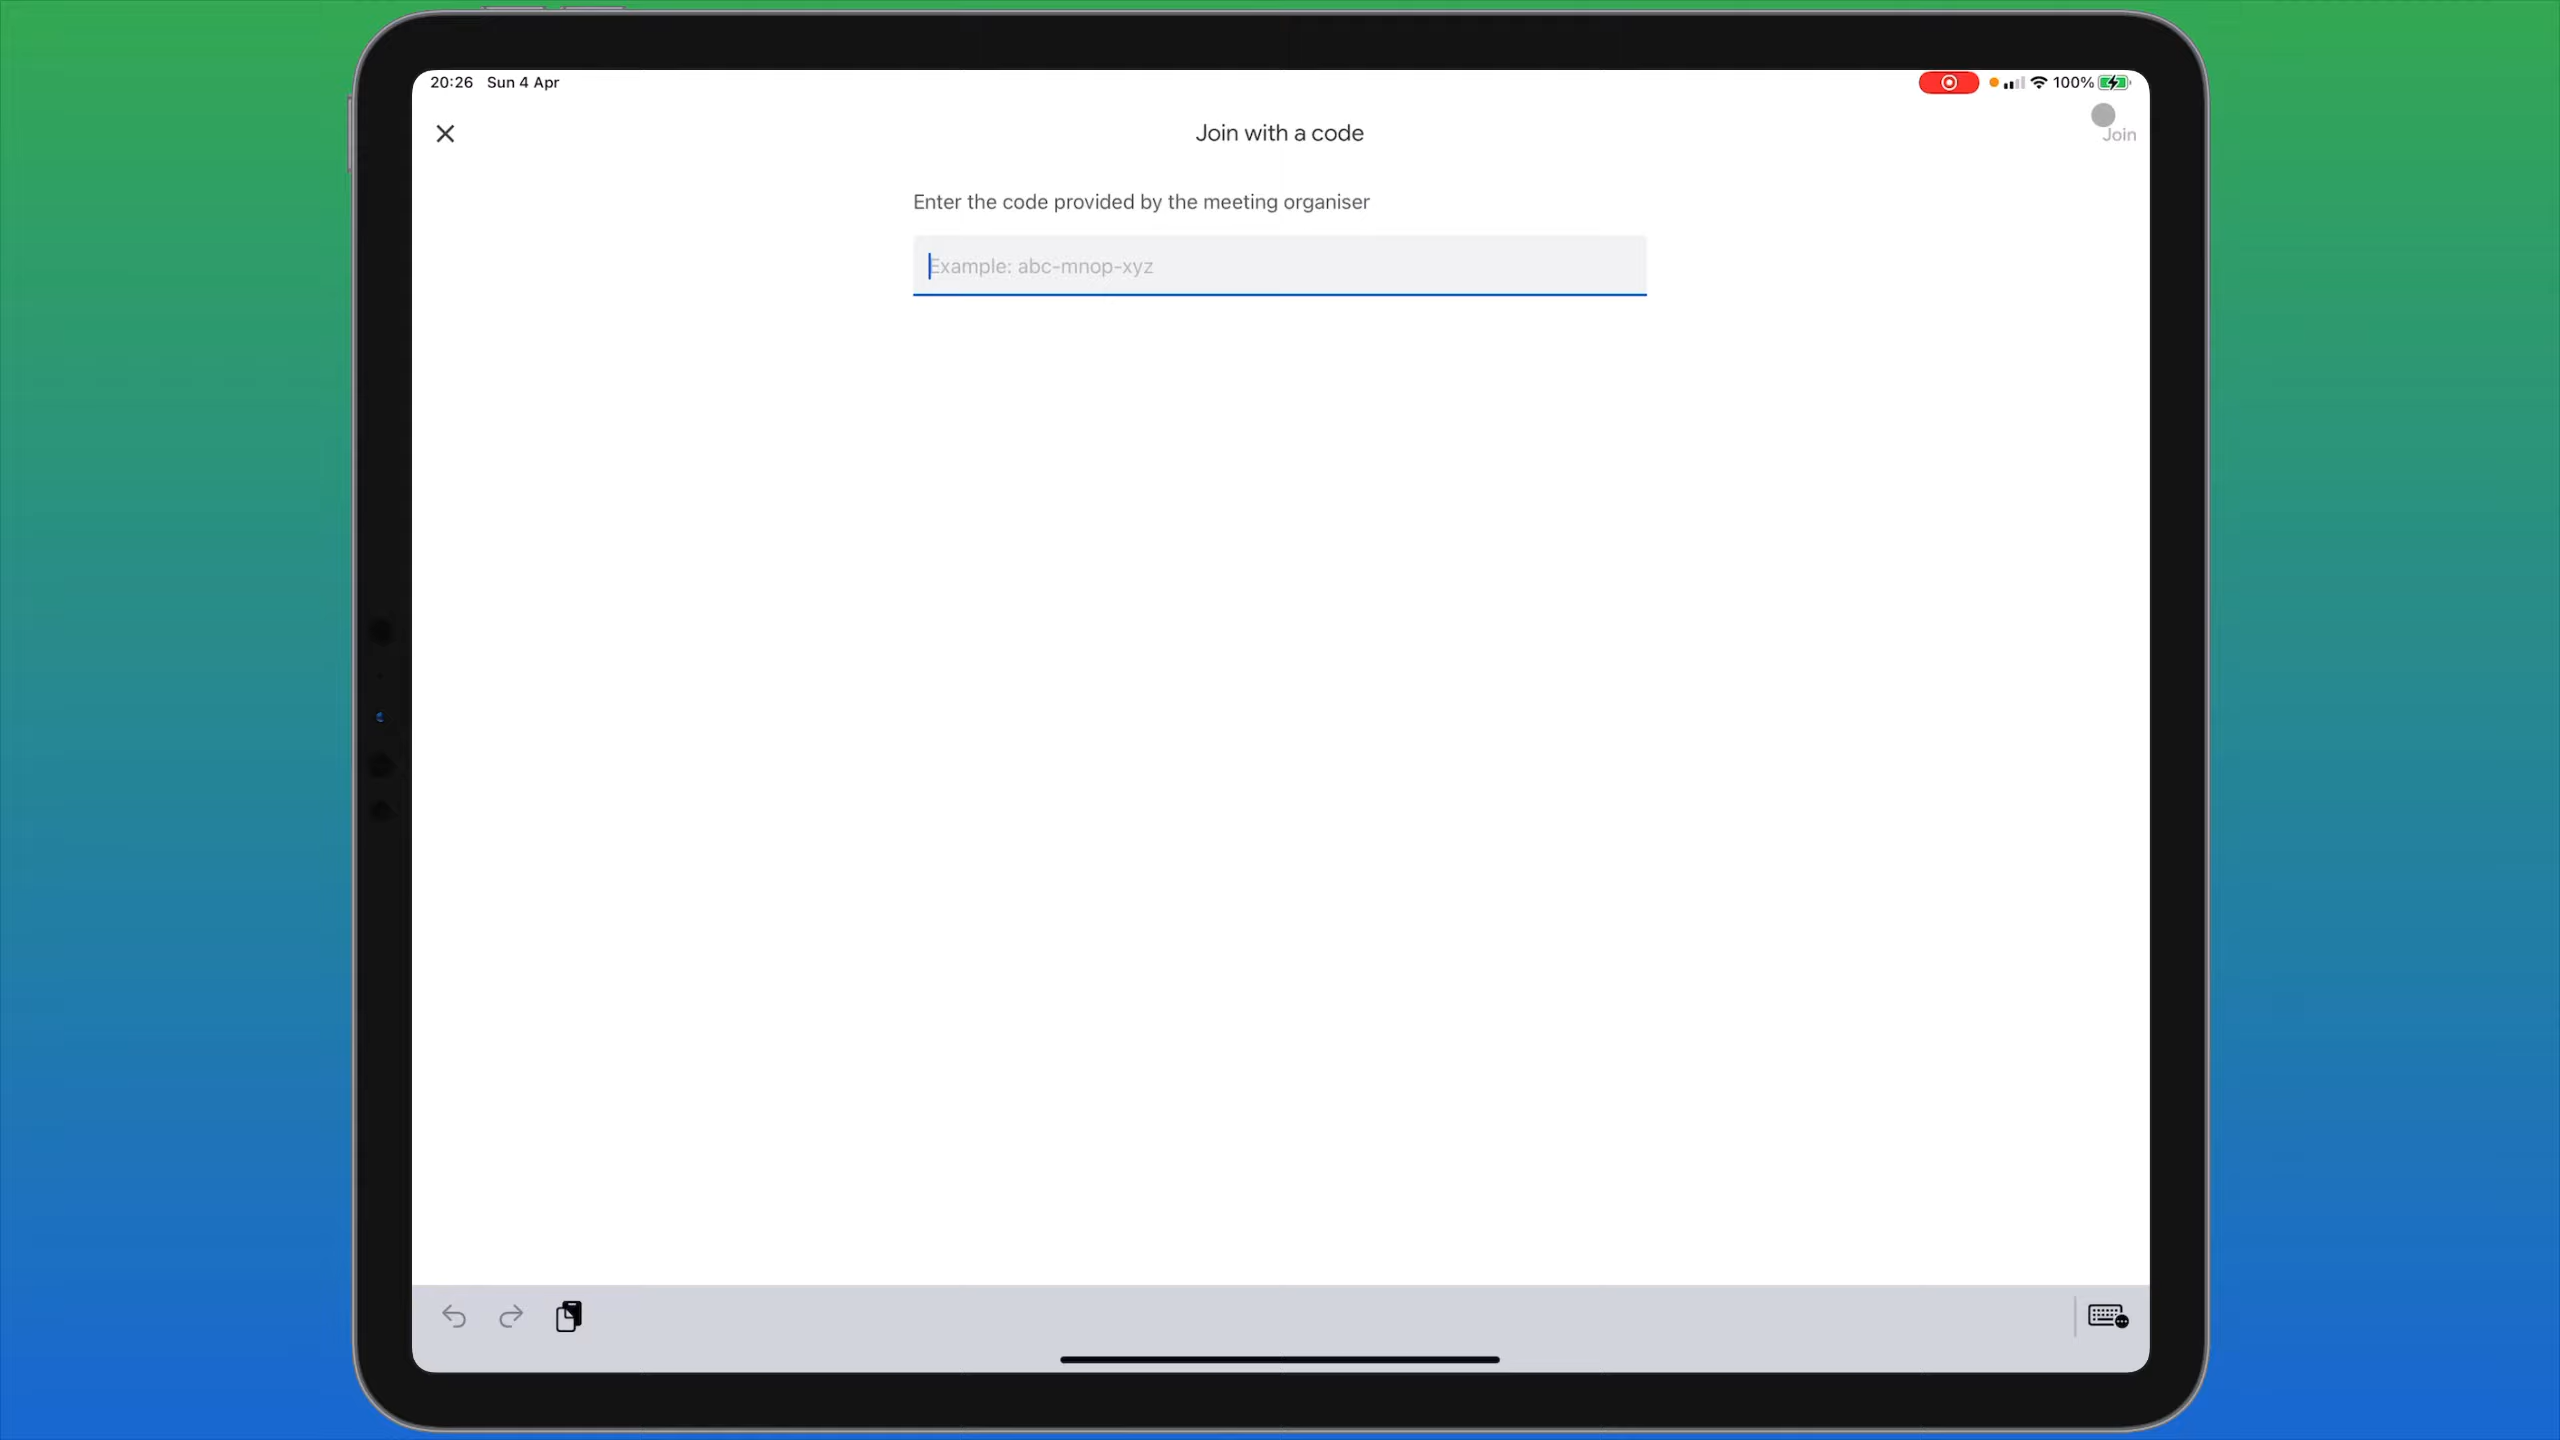 20:26 Sun 4 Apr
100%
Join with a code
Join
Enter the code provided by the meeting organiser
Example: abc-mnop-xyz